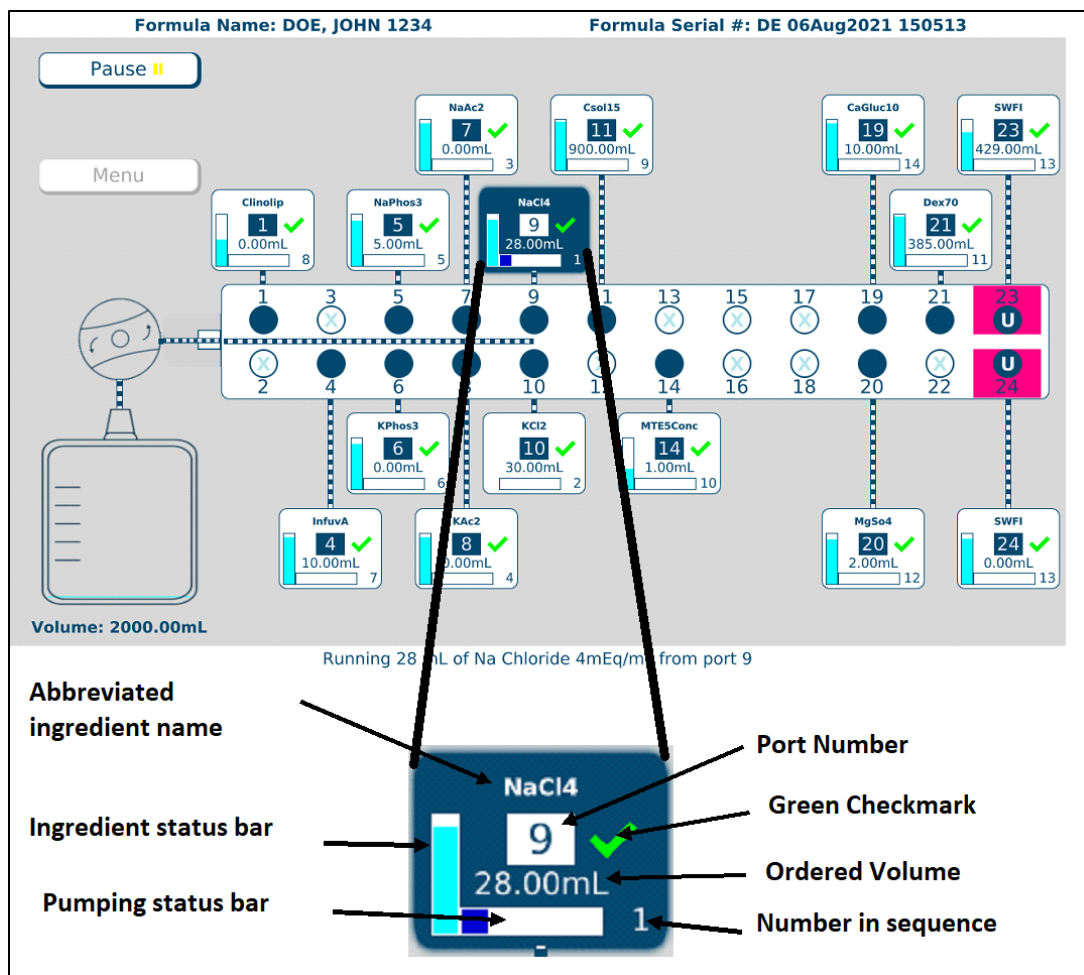 Formula Name: DOE, JOHN 1234
Formula Serial #: DE 06Aug2021 150513
Pause
Menu
NaAc2
7
0.00mL
3
Csol15
11
900.00mL
9
CaGluc10
19
10.00mL
14
SWFI
23
429.00mL
13
Clinolip
1
0.00mL
8
NaPhos3
5
5.00mL
5
NaCl4
9
28.00mL
1
Dex70
21
385.00mL
11
1 3 5 7 9 13 15 17 19 21 23
X X X X U
X X X X X U
2 4 6 10 14 16 18 20 22 24
KPhos3
6
0.00mL
6
KCl2
10
30.00mL
2
MTE5Conc
14
1.00mL
10
InfuvA
4
10.00mL
7
KAc2
8
0.00mL
4
MgSo4
20
2.00mL
12
SWFI
24
0.00mL
13
Volume: 2000.00mL
Running 28 mL of Na Chloride 4mEq/mL from port 9
Abbreviated
ingredient name
Ingredient status bar
Pumping status bar
NaCl4
9
28.00mL
1
Port Number
Green Checkmark
Ordered Volume
Number in sequence